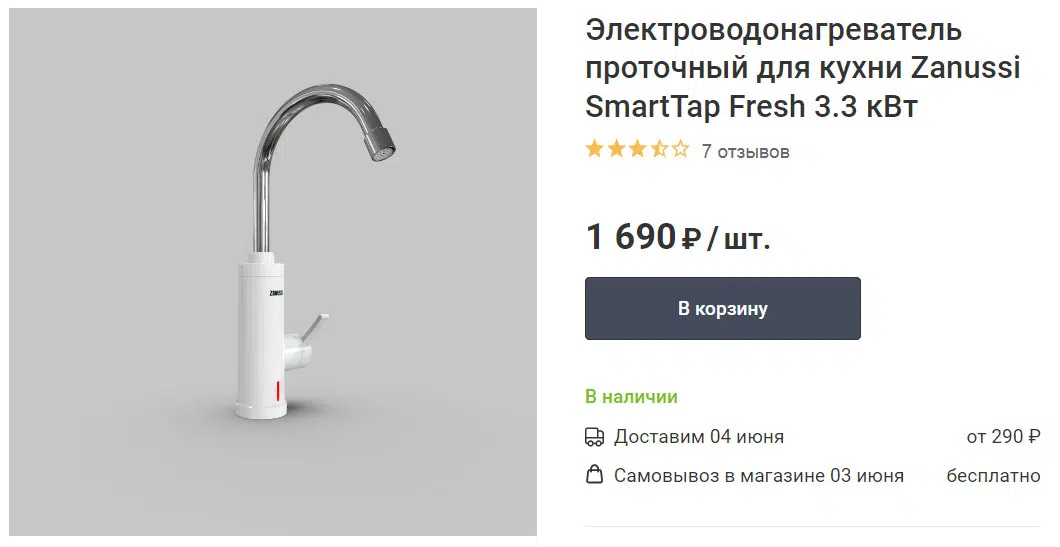 Электроводонагреватель
проточный для кухни Zanussi
SmartTap Fresh 3.3 кВт
7 отзывов
1 690 ₽ / шт.
В корзину
ZANUSSI
В наличии
Доставим 04 июня от 290 ₽
Самовывоз в магазине 03 июня бесплатно